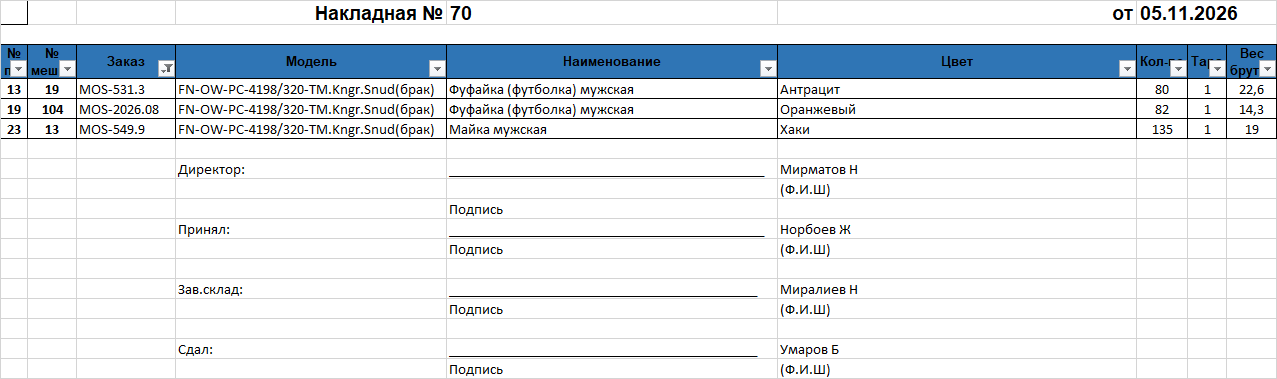 Накладная № 70 от 05.11.2026
№ № Заказ Модель Наименование Цвет Кол-во Тара Вес
п меш брут
13 19 MOS-531.3 FN-OW-PC-4198/320-TM.Kngr.Snud(брак) Фуфайка (футболка) мужская Антрацит 80 1 22,6
19 104 MOS-2026.08 FN-OW-PC-4198/320-TM.Kngr.Snud(брак) Фуфайка (футболка) мужская Оранжевый 82 1 14,3
23 13 MOS-549.9 FN-OW-PC-4198/320-TM.Kngr.Snud(брак) Майка мужская Хаки 135 1 19
Директор: Мирматов Н
(Ф.И.Ш)
Подпись
Принял: Норбоев Ж
Подпись (Ф.И.Ш)
Зав.склад: Миралиев Н
Подпись (Ф.И.Ш)
Сдал: Умаров Б
Подпись (Ф.И.Ш)